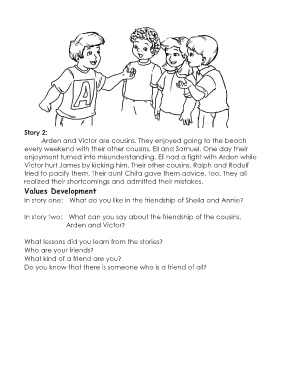 A
Story 2:
Arden and Victor are cousins. They enjoyed going to the beach
every weekend with their other cousins, Eli and Samuel. One day their
enjoyment turned into misunderstanding. Eli had a fight with Arden while
Victor hurt James by kicking him. Their other cousins, Ralph and Rodulf
tried to pacify them. Their aunt Chita gave them advice, too. They all
realized their shortcomings and admitted their mistakes.
Values Development
In story one: What do you like in the friendship of Sheila and Annie?
In story two: What can you say about the friendship of the cousins,
Arden and Victor?
What lessons did you learn from the stories?
Who are your friends?
What kind of a friend are you?
Do you know that there is someone who is a friend of all?